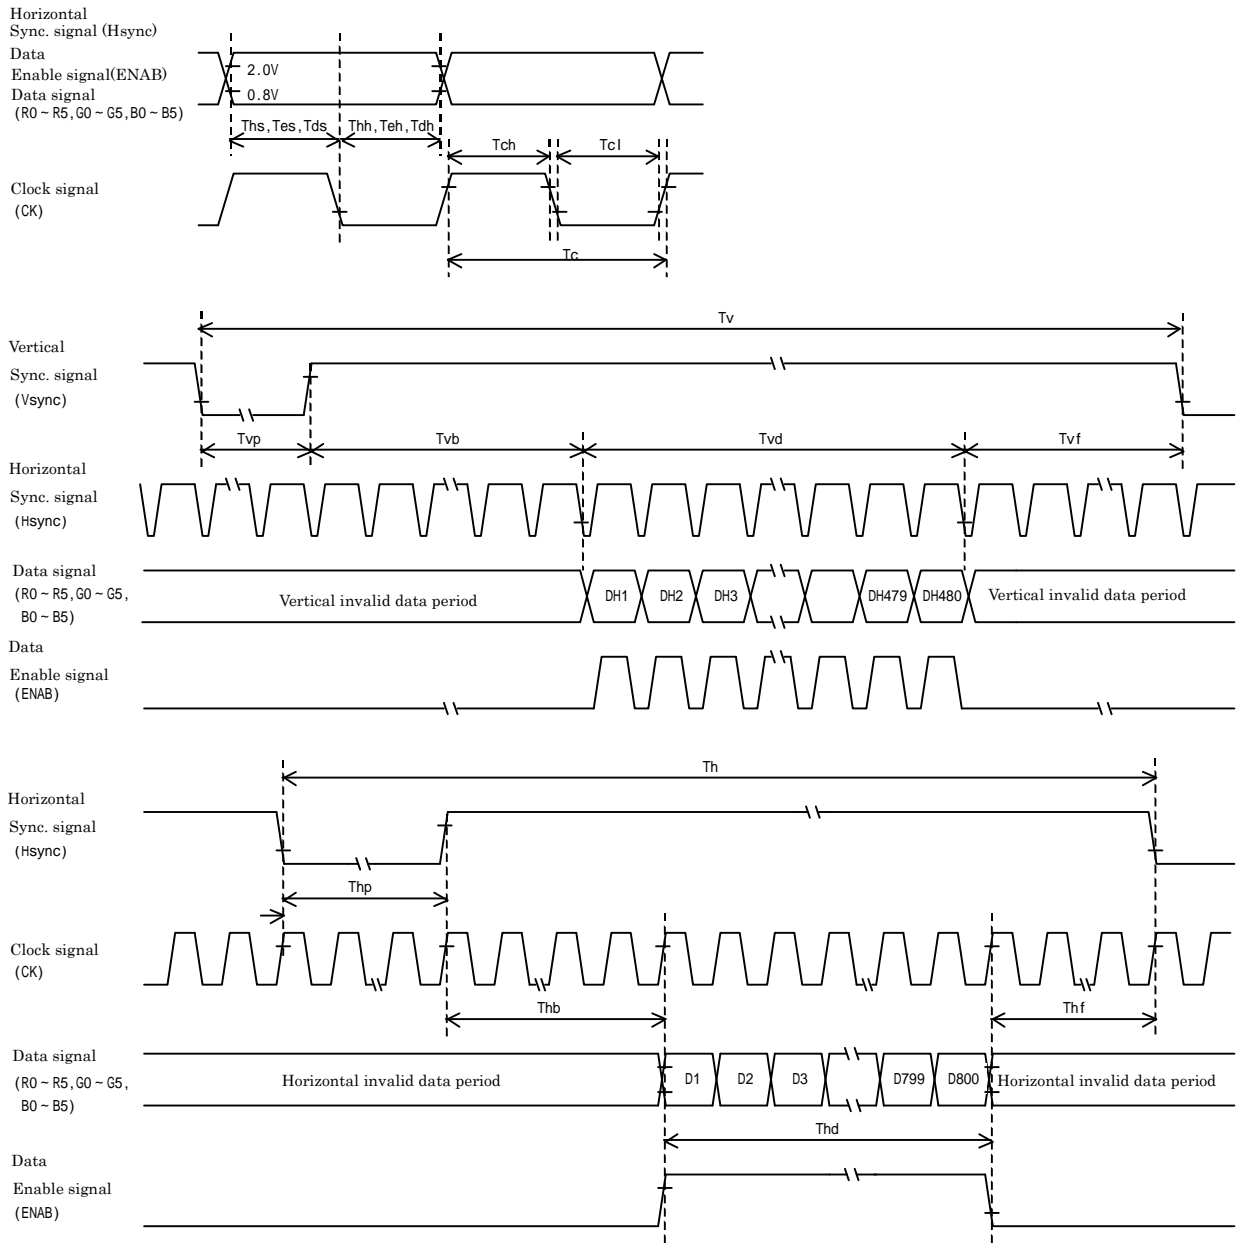 Horizontal
Sync. signal (Hsync)
Data
Enable signal(ENAB)
Data signal
(R0~R5,G0~G5,B0~B5)
2.0V
0.8V
Ths,Tes,Tds
Thh,Teh,Tdh
Tch
Tcl
Clock signal
(CK)
Tc
Tv
Vertical
Sync. signal
(Vsync)
Tvp
Tvb
Tvd
Tvf
Horizontal
Sync. signal
(Hsync)
Data signal
(R0~R5,G0~G5,
B0~B5)
Vertical invalid data period
DH1
DH2
DH3
DH479
DH480
Vertical invalid data period
Data
Enable signal
(ENAB)
Th
Horizontal
Sync. signal
(Hsync)
Thp
Clock signal
(CK)
Thb
Thf
Data signal
(R0~R5,G0~G5,
B0~B5)
Horizontal invalid data period
D1
D2
D3
D799
D800
Horizontal invalid data period
Thd
Data
Enable signal
(ENAB)